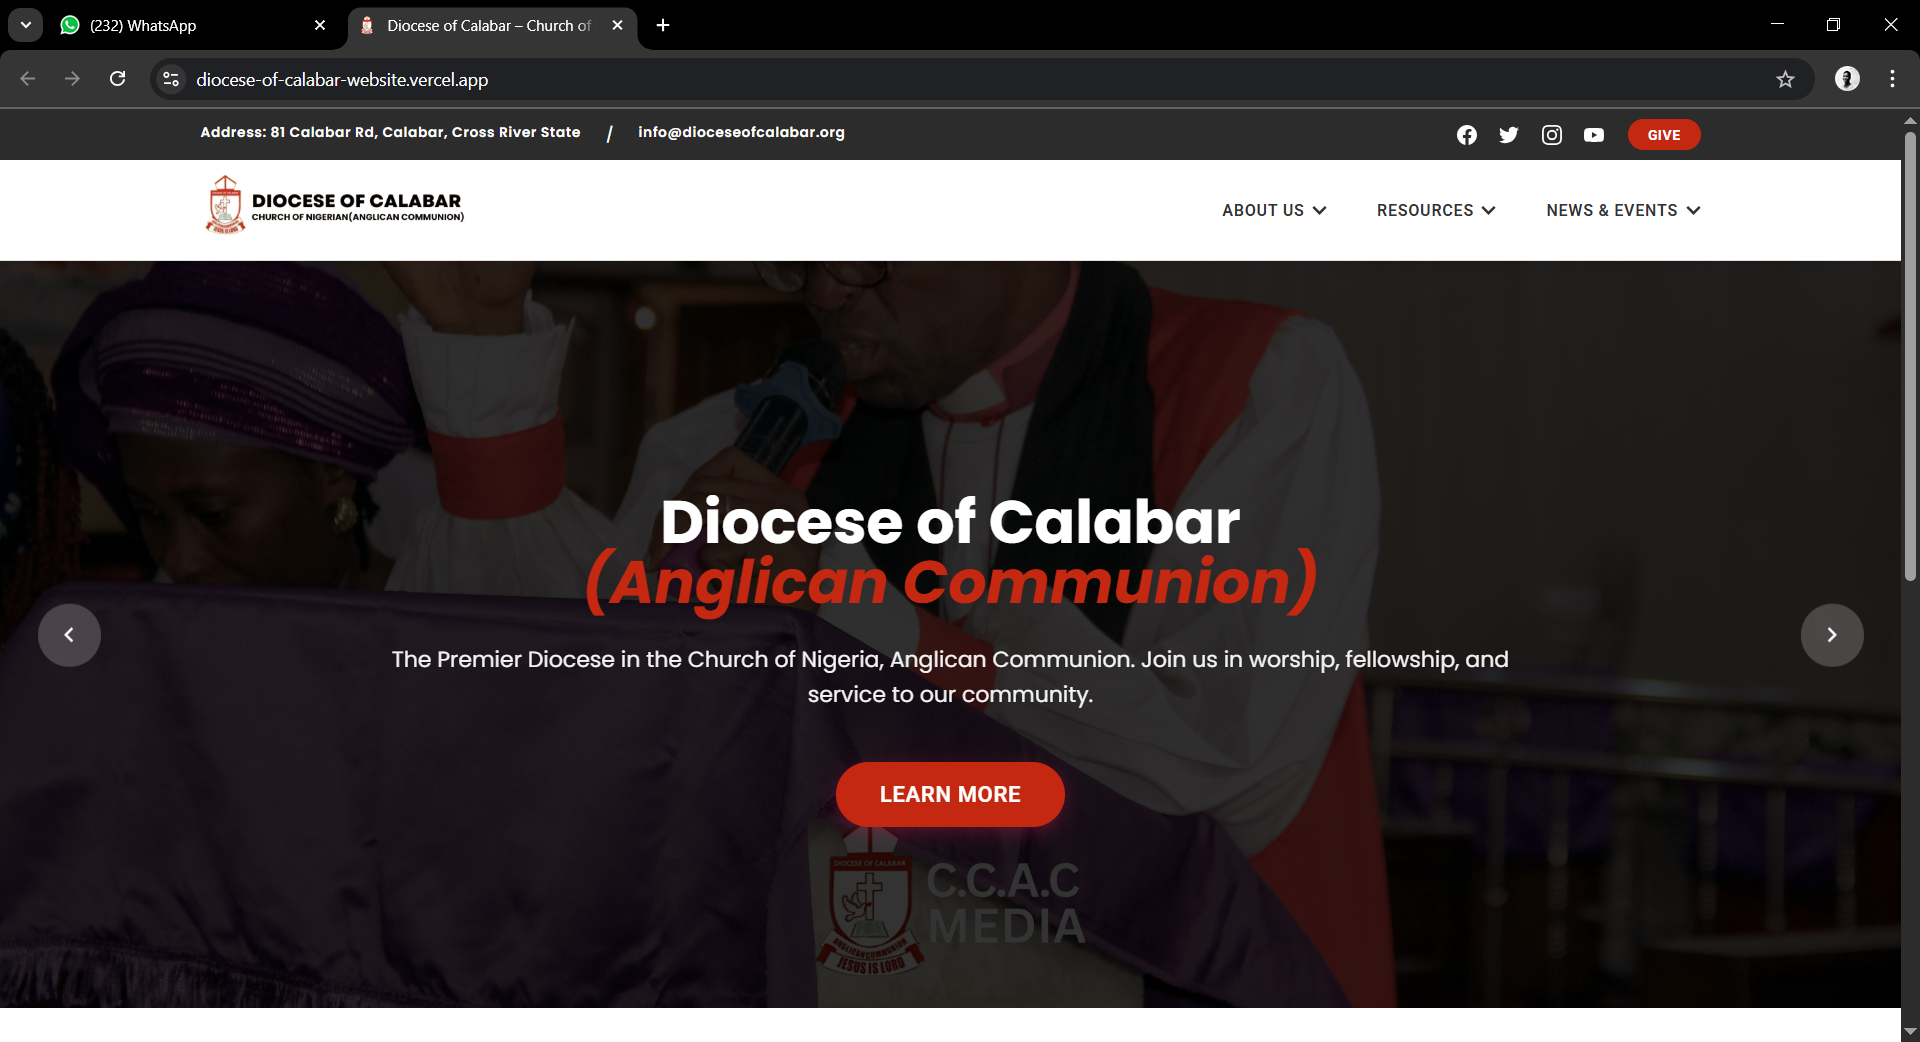 (232) WhatsApp
Diocese of Calabar – Church of
diocese-of-calabar-website.vercel.app
Address: 81 Calabar Rd, Calabar, Cross River State / info@dioceseofcalabar.org
GIVE
DIOCESE OF CALABAR
CHURCH OF NIGERIAN(ANGLICAN COMMUNION)
JESUS IS LORD
ABOUT US
RESOURCES
NEWS & EVENTS
Diocese of Calabar
(Anglican Communion)
The Premier Diocese in the Church of Nigeria, Anglican Communion. Join us in worship, fellowship, and
service to our community.
LEARN MORE
DIOCESE OF CALABAR
ANGLICAN COMMUNION
JESUS IS LORD
C.C.A.C
MEDIA